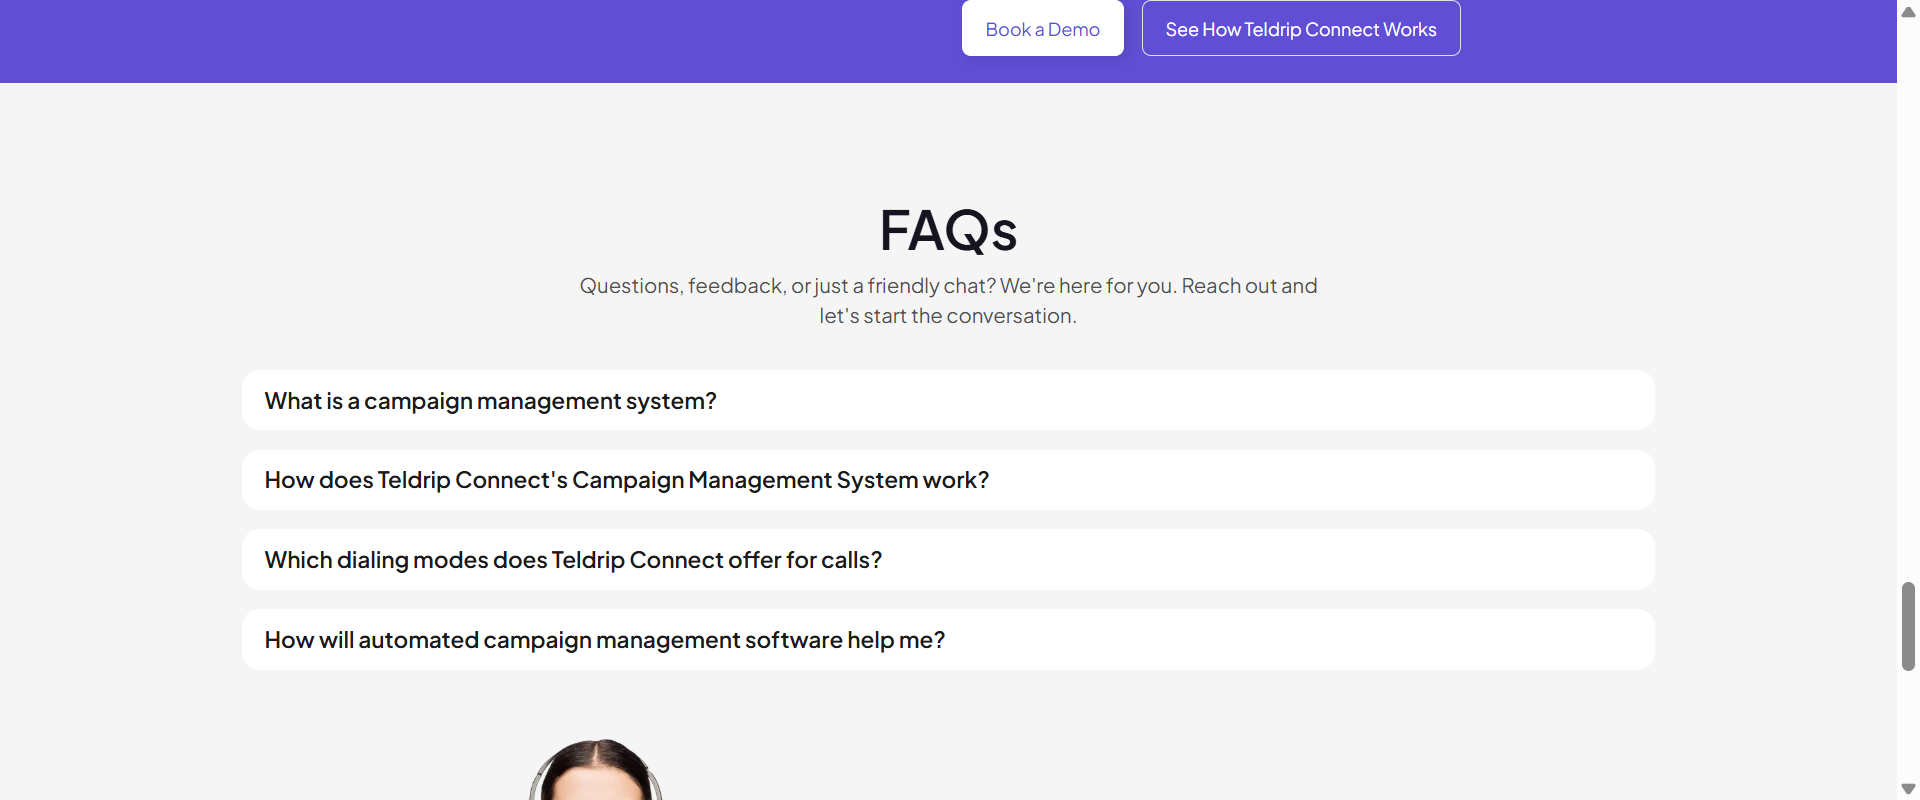 Book a Demo
See How Teldrip Connect Works
FAQs
Questions, feedback, or just a friendly chat? We're here for you. Reach out and
let's start the conversation.
What is a campaign management system?
How does Teldrip Connect's Campaign Management System work?
Which dialing modes does Teldrip Connect offer for calls?
How will automated campaign management software help me?